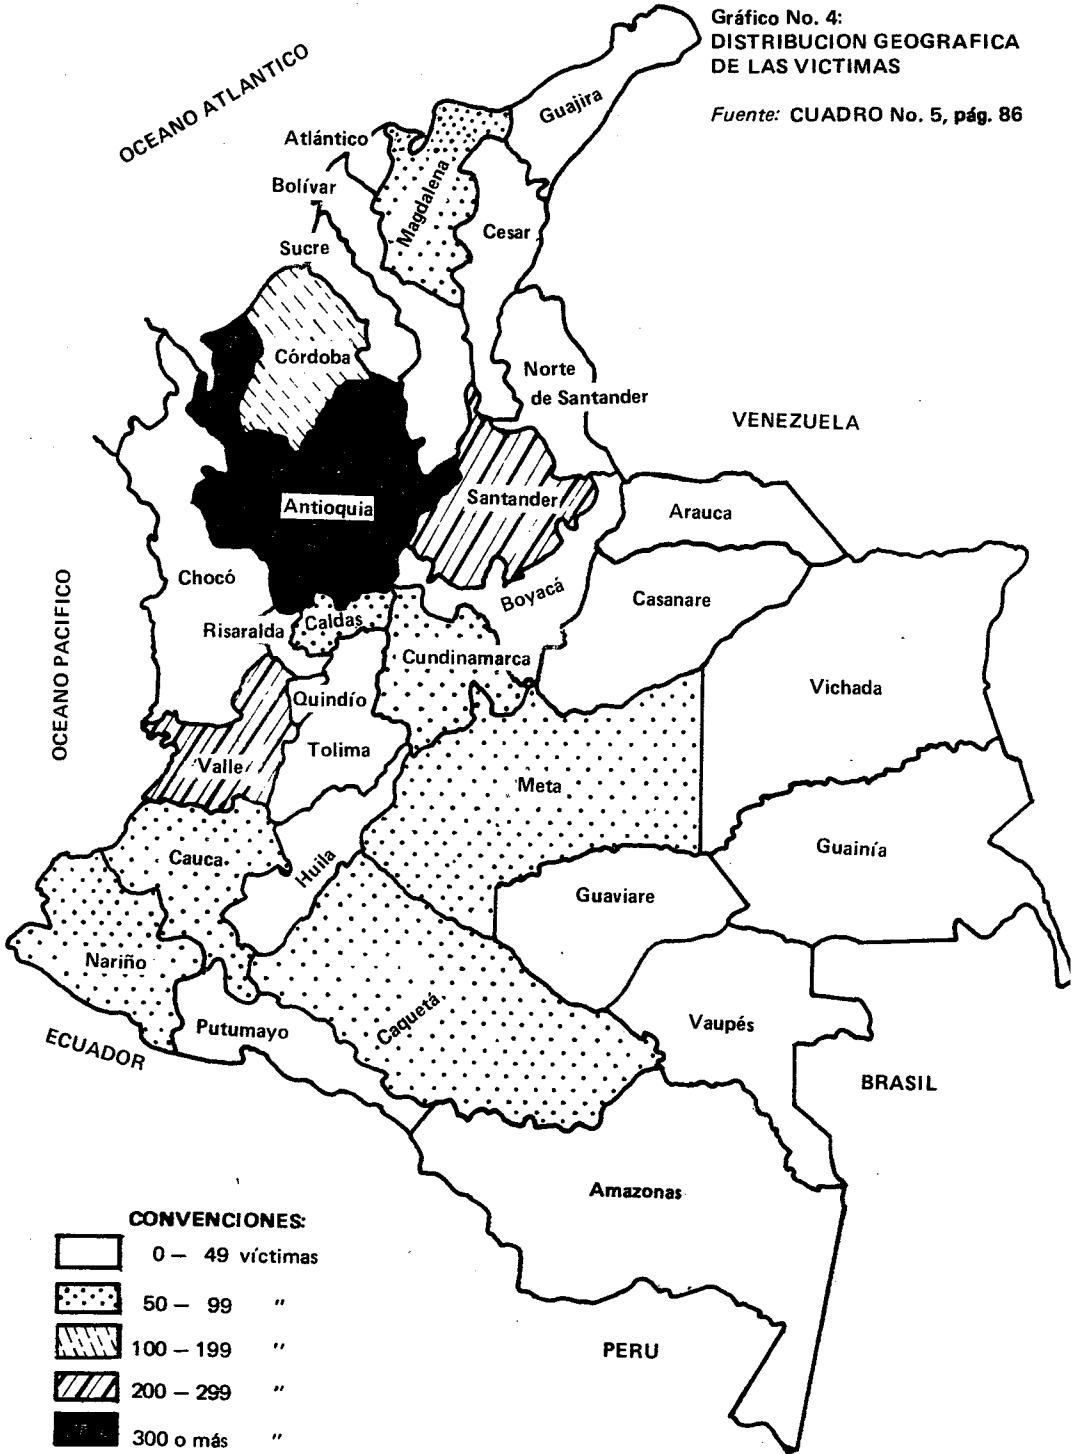 Gráfico No. 4:
DISTRIBUCION GEOGRAFICA
DE LAS VICTIMAS
Fuente: CUADRO No. 5, pág. 86
OCEANO ATLANTICO
Guajira
Atlántico
Magdalena
Bolívar
Cesar
Sucre
Córdoba
Norte
de Santander
VENEZUELA
Antioquia
Santander
Arauca
Chocó
Boyacá
Casanare
OCEANO PACIFICO
Risaralda
Caldas
Cundinamarca
Vichada
Quindío
Tolima
Valle
Meta
Cauca
Huila
Guainía
Guaviare
Nariño
Putumayo
Caquetá
Vaupés
ECUADOR
BRASIL
Amazonas
PERU
CONVENCIONES:
0 — 49 víctimas
50 — 99 "
100 — 199 "
200 — 299 "
300 o más "